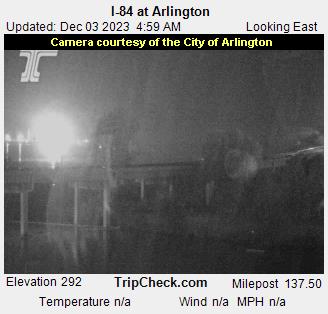 I-84 at Arlington
Updated: Dec 03 2023 4:59 AM Looking East
Camera courtesy of the City of Arlington
Elevation 292 TripCheck.com Milepost 137.50
Temperature n/a Wind n/a MPH n/a